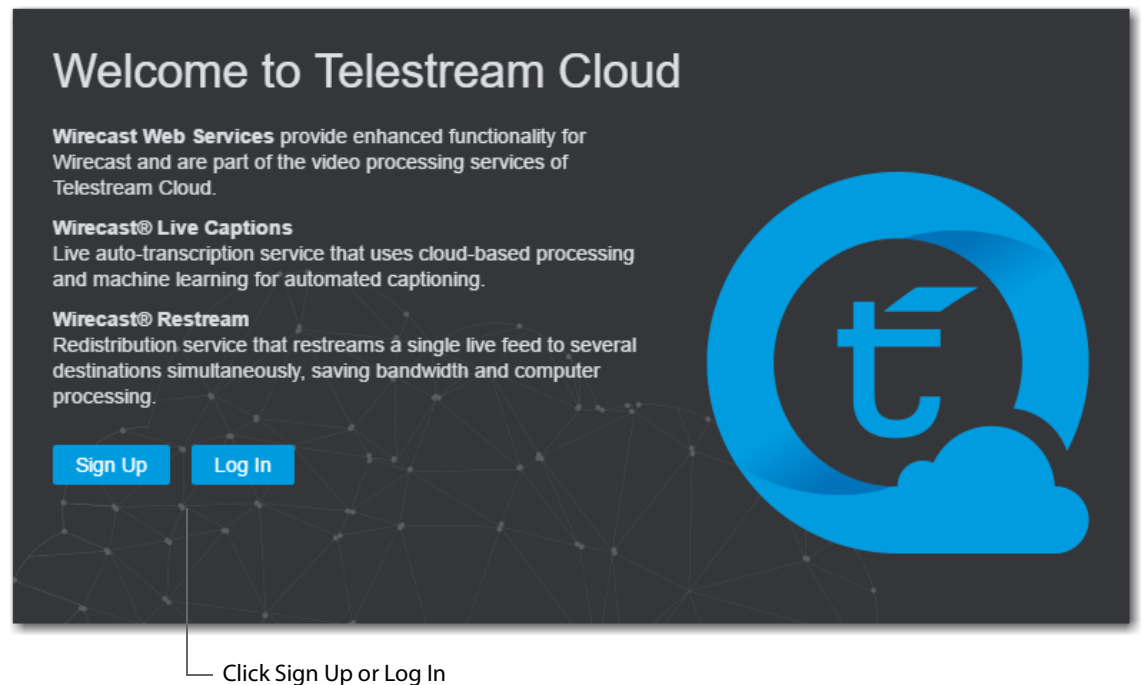 Welcome to Telestream Cloud
Wirecast Web Services provide enhanced functionality for
Wirecast and are part of the video processing services of
Telestream Cloud.
Wirecast® Live Captions
Live auto-transcription service that uses cloud-based processing
and machine learning for automated captioning.
Wirecast® Restream
Redistribution service that restreams a single live feed to several
destinations simultaneously, saving bandwidth and computer
processing.
Sign Up Log In
Click Sign Up or Log In